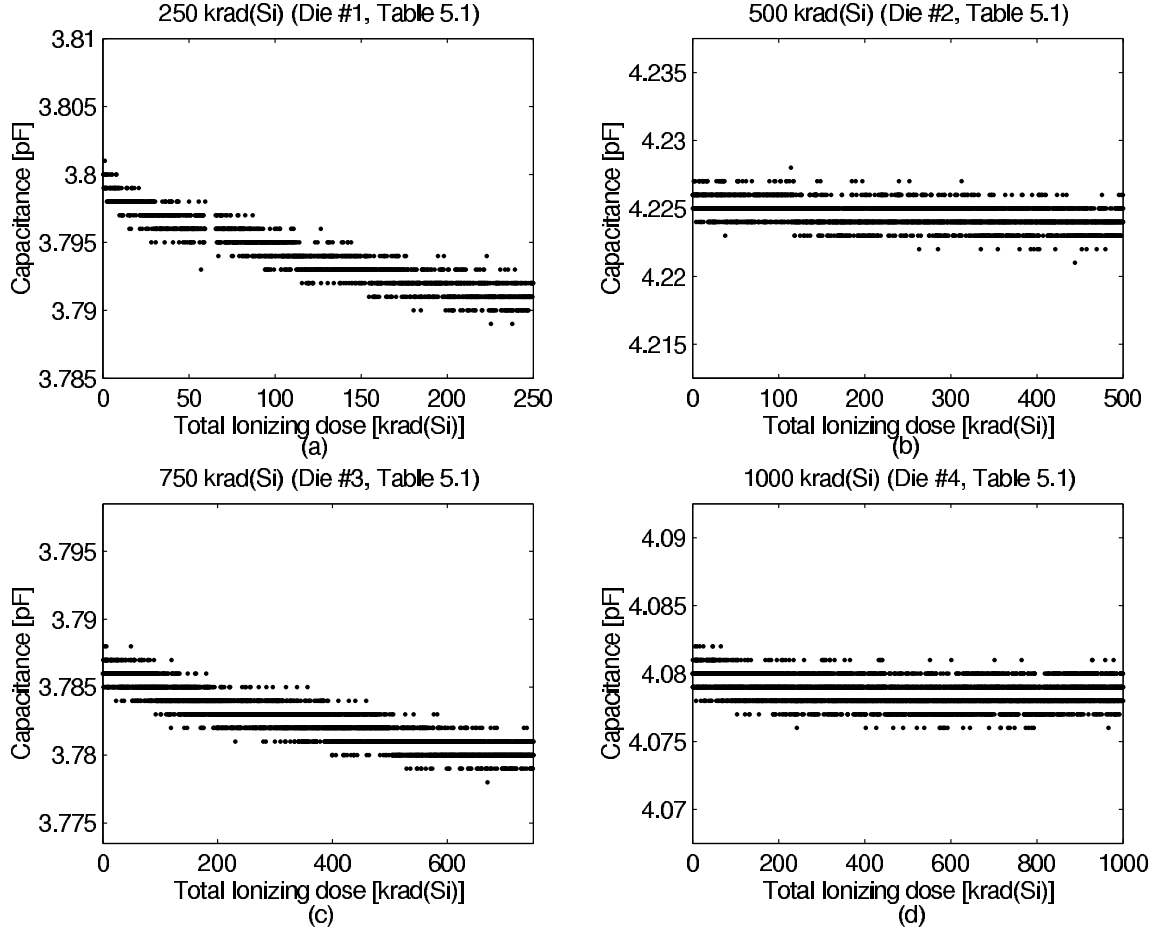 250 krad(Si) (Die #1, Table 5.1)
3.81
3.805
3.8
3.795
3.79
3.785
Capacitance [pF]
0 50 100 150 200 250
Total Ionizing dose [krad(Si)]
(a)
500 krad(Si) (Die #2, Table 5.1)
4.235
4.23
4.225
4.22
4.215
Capacitance [pF]
0 100 200 300 400 500
Total Ionizing dose [krad(Si)]
(b)
750 krad(Si) (Die #3, Table 5.1)
3.795
3.79
3.785
3.78
3.775
Capacitance [pF]
0 200 400 600
Total Ionizing dose [krad(Si)]
(c)
1000 krad(Si) (Die #4, Table 5.1)
4.09
4.085
4.08
4.075
4.07
Capacitance [pF]
0 200 400 600 800 1000
Total Ionizing dose [krad(Si)]
(d)